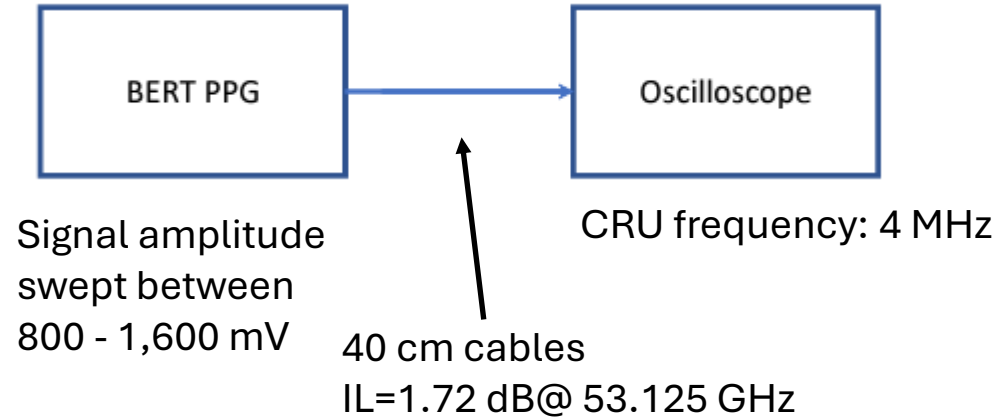 BERT PPG
Oscilloscope
Signal amplitude
swept between
800 - 1,600 mV
CRU frequency: 4 MHz
40 cm cables
IL=1.72 dB@ 53.125 GHz